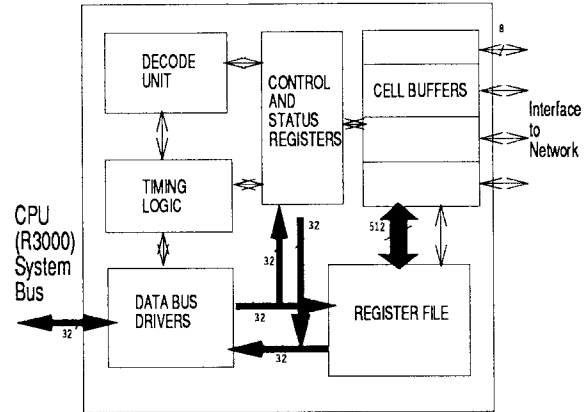 8
DECODE
UNIT
CONTROL
AND
STATUS
REGISTERS
CELL BUFFERS
Interface
to
Network
TIMING
LOGIC
CPU
(R3000)
System
Bus
32
32
32
512
DATA BUS
DRIVERS
32
32
REGISTER FILE